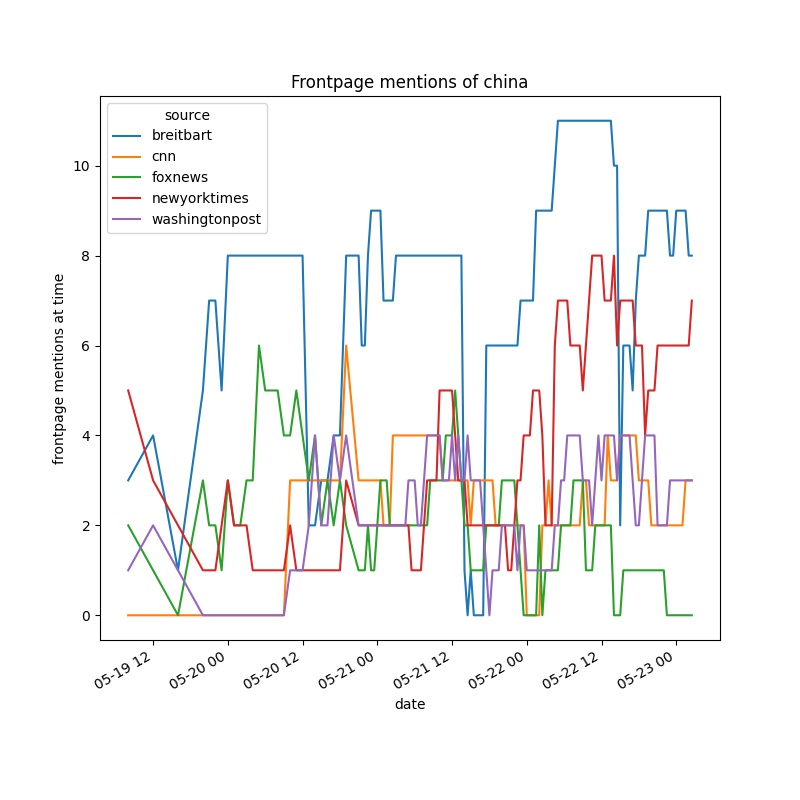 Frontpage mentions of china
source
breitbart
cnn
foxnews
newyorktimes
washingtonpost
frontpage mentions at time
10
8
6
4
2
0
05-19 12
05-20 00
05-20 12
05-21 00
05-21 12
05-22 00
05-22 12
05-23 00
date